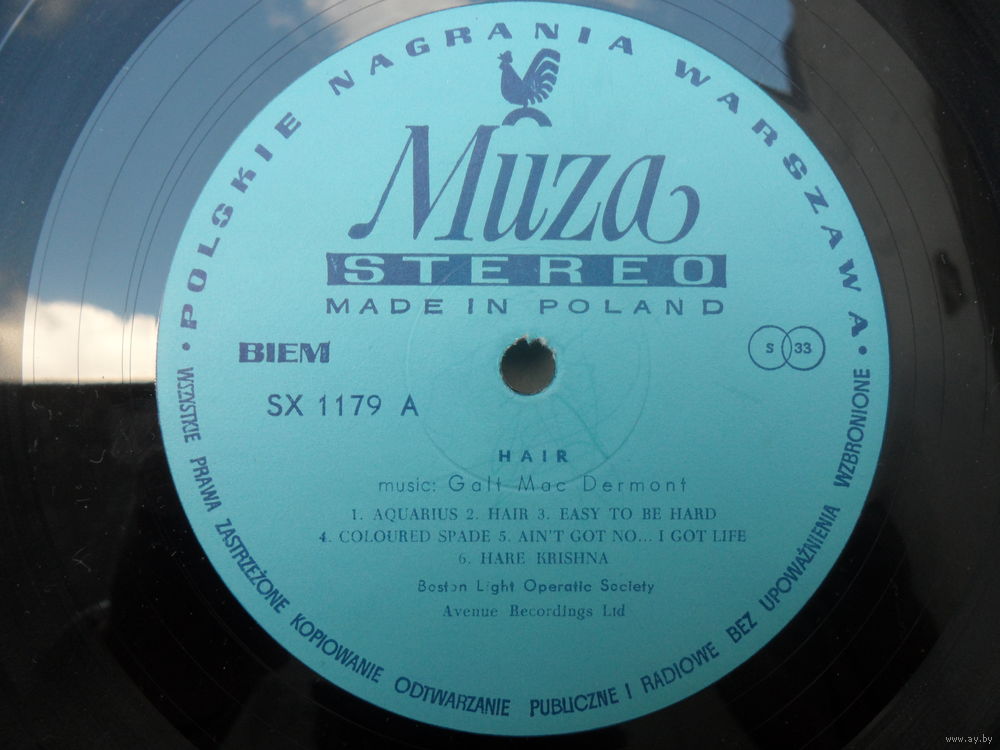 POLSKIE NAGRANIA WARSZAWA
Muza
STEREO
MADE IN POLAND
BIEM
S 33
SX 1179 A
HAIR
music: Galt Mac Dermont
1. AQUARIUS 2. HAIR 3. EASY TO BE HARD
4. COLOURED SPADE 5. AIN'T GOT NO... I GOT LIFE
6. HARE KRISHNA
Boston Light Operatic Society
Avenue Recordings Ltd
• WSZYSTKIE PRAWA ZASTRZEŻONE KOPIOWANIE ODTWARZANIE PUBLICZNE I RADIOWE BEZ UPOWAŻNIENIA WZBRONIONE •
www.ay.by